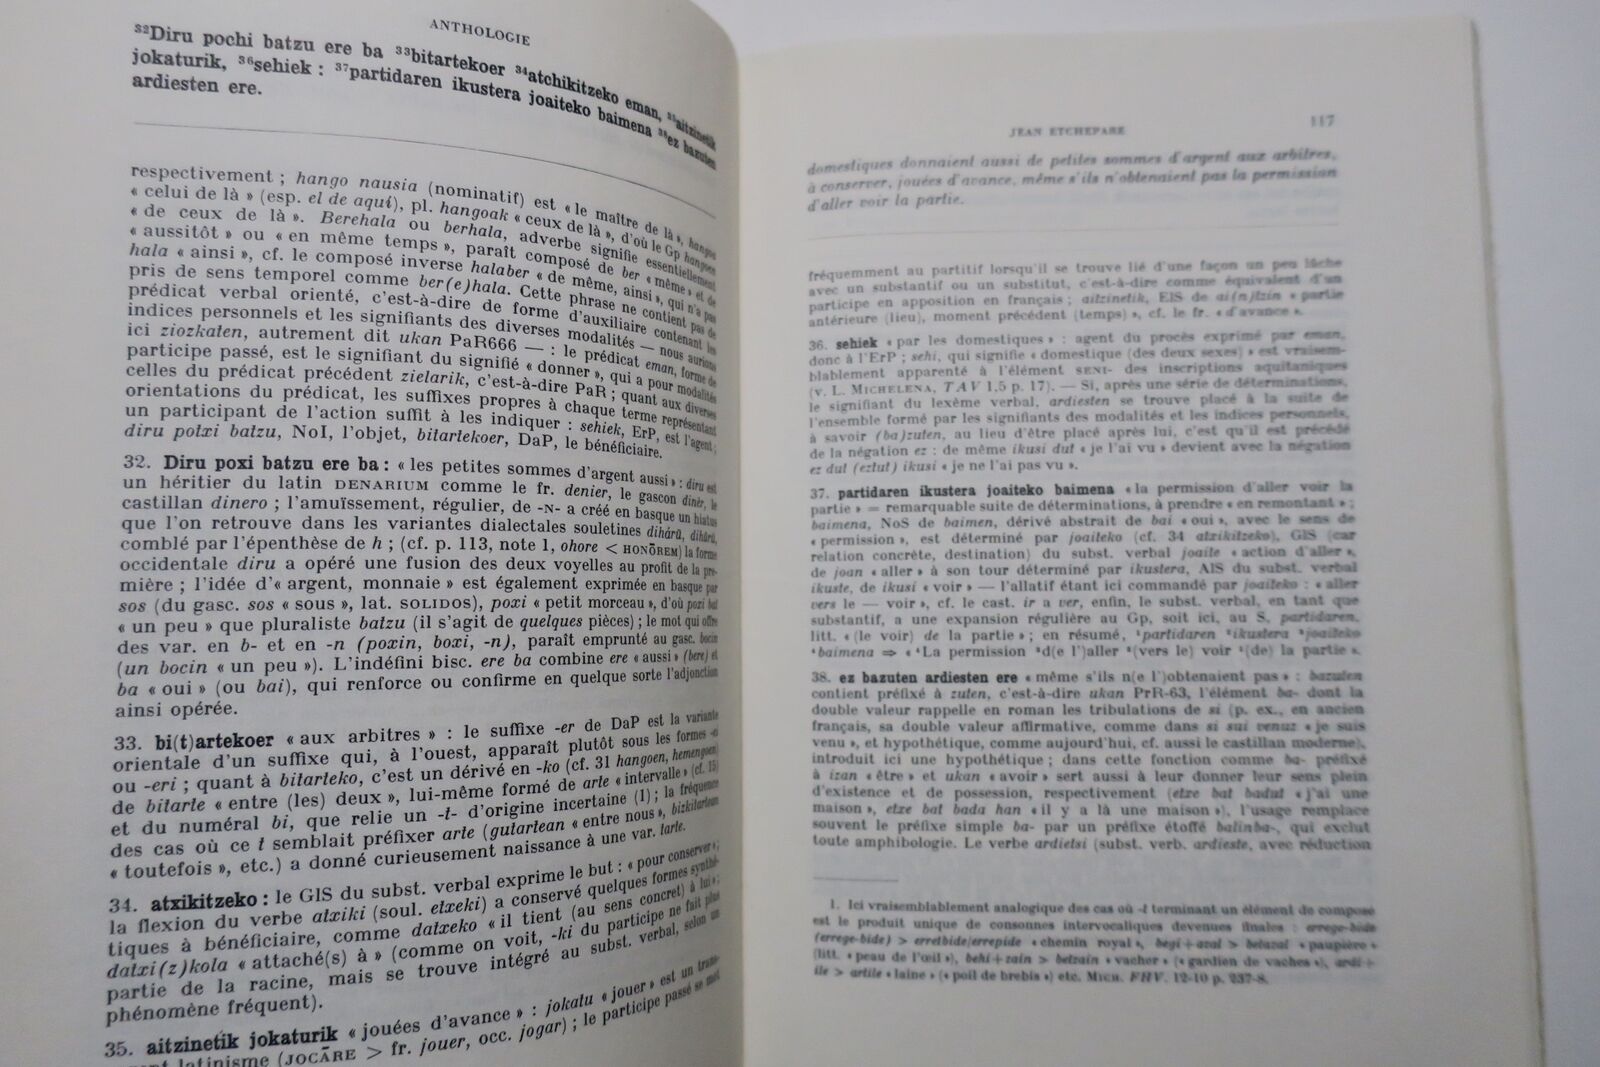 ANTHOLOGIE
³²Diru pochi batzu ere ba ³³bitartekoer ³⁴atchikitzeko eman, ³⁵aitzinetik
jokaturik, ³⁶sehiek : ³⁷partidaren ikustera joaiteko baimena ³⁸ez bazuten
ardiesten ere.
respectivement ; hango nausia (nominatif) est « le maître de là », hangoa
« celui de là » (esp. el de aquí), pl. hangoak « ceux de là », d'où le Gp hangoen
« de ceux de là ». Berehala ou berhala, adverbe signifie essentiellement
« aussitôt » ou « en même temps », paraît composé de ber « même » et de
hala « ainsi », cf. le composé inverse halaber « de même, ainsi », qui n'a pas
pris de sens temporel comme ber(e)hala. Cette phrase ne contient pas de
prédicat verbal orienté, c'est-à-dire de forme d'auxiliaire contenant les
indices personnels et les signifiants des diverses modalités — nous aurions
ici ziozkaten, autrement dit ukan PaR666 — : le prédicat eman, forme de
participe passé, est le signifiant du signifié « donner », qui a pour modalités
celles du prédicat précédent zielarik, c'est-à-dire PaR ; quant aux diverses
orientations du prédicat, les suffixes propres à chaque terme représentant
un participant de l'action suffit à les indiquer : sehiek, ErP, est l'agent ;
diru potxi batzu, NoI, l'objet, bitartekoer, DaP, le bénéficiaire.
32. Diru poxi batzu ere ba : « les petites sommes d'argent aussi » : diru est
un héritier du latin DENARIUM comme le fr. denier, le gascon dinèr, le
castillan dinero ; l'amuïssement, régulier, de -N- a créé en basque un hiatus
que l'on retrouve dans les variantes dialectales souletines dihárü, dihürü,
comblé par l'épenthèse de h ; (cf. p. 113, note 1, ohore < HONŌREM) la forme
occidentale diru a opéré une fusion des deux voyelles au profit de la pre-
mière ; l'idée d'« argent, monnaie » est également exprimée en basque par
sos (du gasc. sos « sous », lat. SOLIDOS), poxi « petit morceau », d'où poxi bat
« un peu » que pluraliste batzu (il s'agit de quelques pièces) ; le mot qui offre
des var. en b- et en -n (poxin, boxi, -n), paraît emprunté au gasc. bocin
(un bocin « un peu »). L'indéfini bisc. ere ba combine ere « aussi » (bere) et
ba « oui » (ou bai), qui renforce ou confirme en quelque sorte l'adjonction
ainsi opérée.
33. bi(t)artekoer « aux arbitres » : le suffixe -er de DaP est la variante
orientale d'un suffixe qui, à l'ouest, apparaît plutôt sous les formes -ei
ou -eri ; quant à bitarteko, c'est un dérivé en -ko (cf. 31 hangoen, hemengoen)
de bitarte « entre (les) deux », lui-même formé de arte « intervalle » (cf. 15)
et du numéral bi, que relie un -t- d'origine incertaine (1) ; la fréquence
des cas où ce t semblait préfixer arte (gutartean « entre nous », bizkitartean
« toutefois », etc.) a donné curieusement naissance à une var. tarte.
34. atxikitzeko : le GIS du subst. verbal exprime le but : « pour conserver » ;
la flexion du verbe atxiki (soul. etxeki) a conservé quelques formes synthé-
tiques à bénéficiaire, comme datxeko « il tient (au sens concret) à lui » ;
datxi(z)kola « attaché(s) à » (comme on voit, -ki du participe ne fait plus
partie de la racine, mais se trouve intégré au subst. verbal, selon un
phénomène fréquent).
35. aitzinetik jokaturik « jouées d'avance » : jokatu « jouer » est un trans-
latinisme (JOCĀRE > fr. jouer, occ. jogar) ; le participe passé se met
JEAN ETCHEPARE
117
domestiques donnaient aussi de petites sommes d'argent aux arbitres,
à conserver, jouées d'avance, même s'ils n'obtenaient pas la permission
d'aller voir la partie.
fréquemment au partitif lorsqu'il se trouve lié d'une façon un peu lâche
avec un substantif ou un substitut, c'est-à-dire comme équivalent d'un
participe en apposition en français ; aitzinetik, ElS de ai(n)tzin « partie
antérieure (lieu), moment précédent (temps) », cf. le fr. « d'avance ».
36. sehiek « par les domestiques » : agent du procès exprimé par eman,
donc à l'ErP ; sehi, qui signifie « domestique (des deux sexes) » est vraisem-
blablement apparenté à l'élément SENI- des inscriptions aquitaniques
(v. L. MICHELENA, TAV 1,5 p. 17). — Si, après une série de déterminations,
le signifiant du lexème verbal, ardiesten se trouve placé à la suite de
l'ensemble formé par les signifiants des modalités et les indices personnels,
à savoir (ba)zuten, au lieu d'être placé après lui, c'est qu'il est précédé
de la négation ez : de même ikusi dut « je l'ai vu » devient avec la négation
ez dut (eztut) ikusi « je ne l'ai pas vu ».
37. partidaren ikustera joaiteko baimena « la permission d'aller voir la
partie » = remarquable suite de déterminations, à prendre « en remontant » ;
baimena, NoS de baimen, dérivé abstrait de bai « oui », avec le sens de
« permission », est déterminé par joaiteko (cf. 34 atxikitzeko), GIS (car
relation concrète, destination) du subst. verbal joaite « action d'aller »,
de joan « aller » à son tour déterminé par ikustera, AlS du subst. verbal
ikuste, de ikusi « voir » — l'allatif étant ici commandé par joaiteko : « aller
vers le — voir », cf. le cast. ir a ver, enfin, le subst. verbal, en tant que
substantif, a une expansion régulière au Gp, soit ici, au S. partidaren,
litt. « (le voir) de la partie » ; en résumé, ¹partidaren ²ikustera ³joaiteko
⁴baimena ⇒ « ⁴La permission ³d(e l')aller ²(vers le) voir ¹(de) la partie ».
38. ez bazuten ardiesten ere « même s'ils n(e l')obtenaient pas » : bazuten
contient préfixé à zuten, c'est-à-dire ukan PrR-63, l'élément ba- dont la
double valeur rappelle en roman les tribulations de si (p. ex., en ancien
français, sa double valeur affirmative, comme dans si sui venuz « je suis
venu », et hypothétique, comme aujourd'hui, cf. aussi le castillan moderne),
introduit ici une hypothétique ; dans cette fonction comme ba- préfixé
à izan « être » et ukan « avoir » sert aussi à leur donner leur sens plein
d'existence et de possession, respectivement (etxe bat badut « j'ai une
maison », etxe bat bada han « il y a là une maison »), l'usage remplace
souvent le préfixe simple ba- par un préfixe étoffé balinba-, qui exclut
toute amphibologie. Le verbe ardietsi (subst. verb. ardieste, avec réduction
1. Ici vraisemblablement analogique des cas où -t terminant un élément de composé
est le produit unique de consonnes intervocaliques devenues finales : errege-bide
(errege-bide) > erretbide/errepide « chemin royal », begi+azal > betazal « paupière »
(litt. « peau de l'œil »), behi+zain > betzain « vacher » (« gardien de vaches »), ardi+
ile > artile « laine » (« poil de brebis ») etc. MICH. FHV. 12-10 p. 237-8.